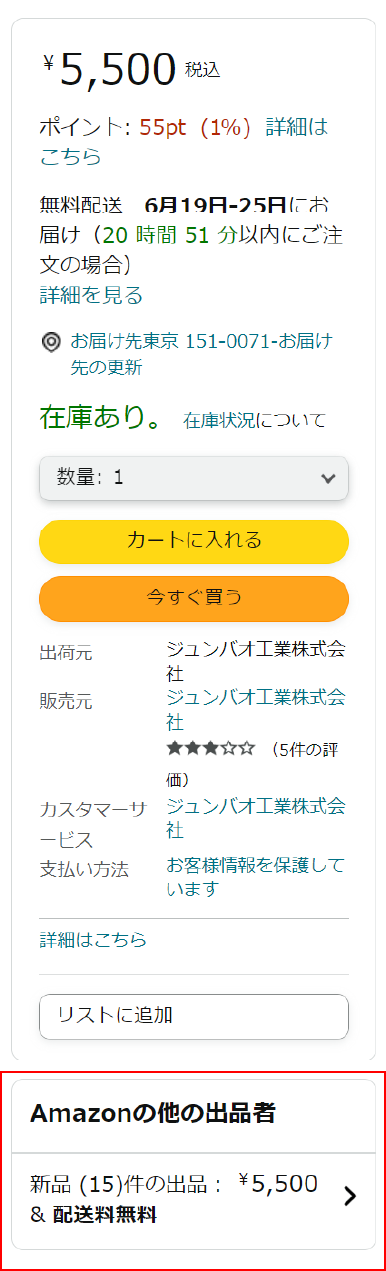 ¥5,500 税込
ポイント: 55pt (1%) 詳細は
こちら
無料配送 6月19日-25日にお
届け（20 時間 51 分以内にご注
文の場合）
詳細を見る
お届け先東京 151-0071-お届け
先の更新
在庫あり。 在庫状況について
数量: 1
カートに入れる
今すぐ買う
出荷元 ジュンバオ工業株式会
社
販売元 ジュンバオ工業株式会
社
（5件の評
価）
カスタマーサ ジュンバオ工業株式会
ービス 社
支払い方法 お客様情報を保護して
います
詳細はこちら
リストに追加
Amazonの他の出品者
新品 (15)件の出品： ¥5,500
& 配送料無料